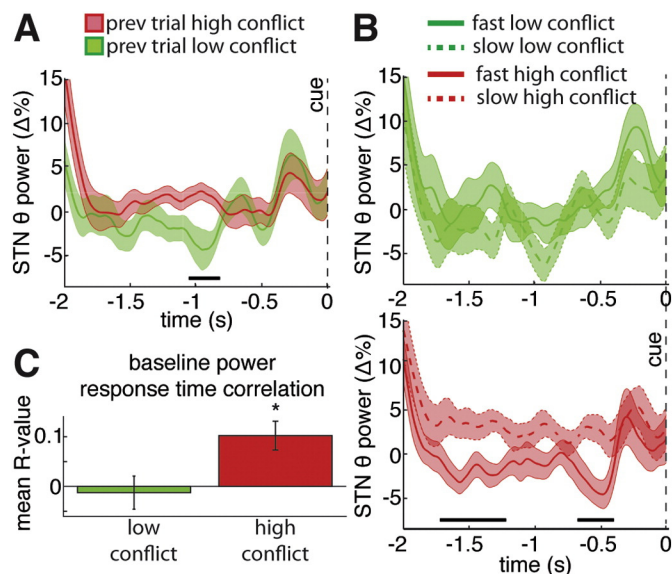 A
prev trial high conflict
prev trial low conflict
STN θ power (Δ%)
15
10
5
0
-5
cue
-2 -1.5 -1 -0.5 0
time (s)
B
fast low conflict
slow low conflict
fast high conflict
slow high conflict
STN θ power (Δ%)
15
10
5
0
-5
-2 -1.5 -1 -0.5 0
time (s)
STN θ power (Δ%)
15
10
5
0
-5
cue
-2 -1.5 -1 -0.5 0
time (s)
C
baseline power
response time correlation
mean R-value
0.1
0
*
low
conflict
high
conflict